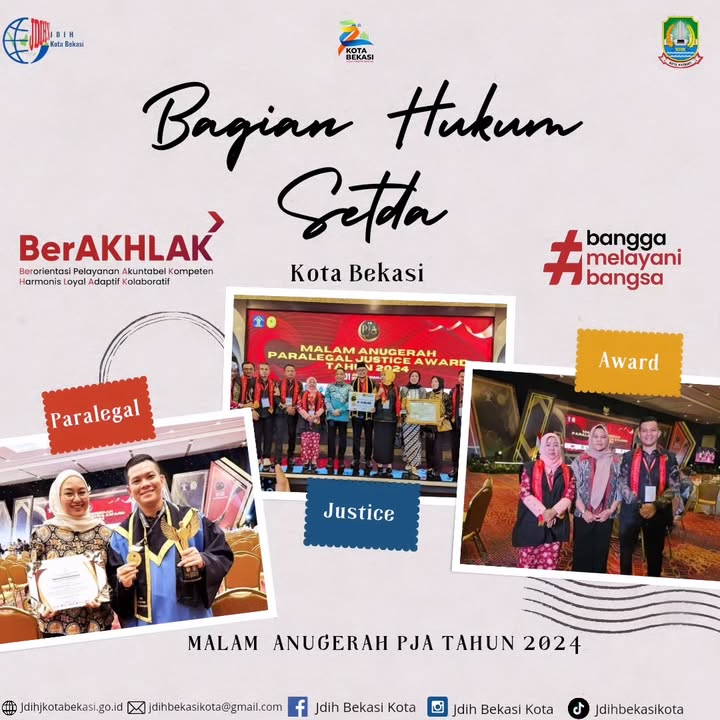 JDIH
J D I H
Kota Bekasi
KOTA
BEKASI
Bagian Hukum
Setda
Kota Bekasi
BerAKHLAK
Berorientasi Pelayanan Akuntabel Kompeten
Harmonis Loyal Adaptif Kolaboratif
#bangga
melayani
bangsa
Paralegal
Justice
Award
PJA
MALAM ANUGERAH
PARALEGAL JUSTICE AWARD
TAHUN 2024
MALAM ANUGERAH PJA TAHUN 2024
Jdihjkotabekasi.go.id
jdihbekasikota@gmail.com
Jdih Bekasi Kota
Jdih Bekasi Kota
Jdihbekasikota